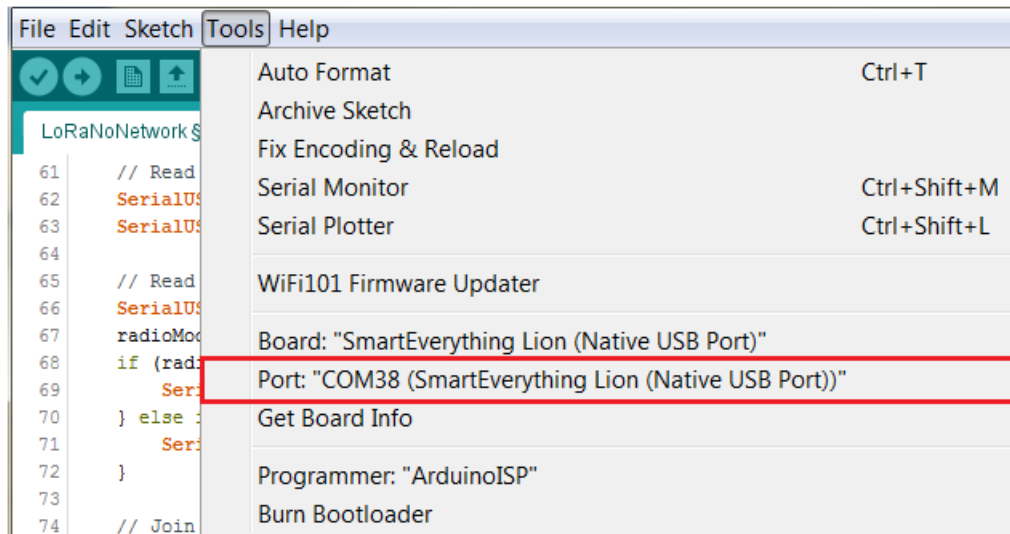 File Edit Sketch Tools Help
Auto Format Ctrl+T
Archive Sketch
Fix Encoding & Reload
Serial Monitor Ctrl+Shift+M
Serial Plotter Ctrl+Shift+L
WiFi101 Firmware Updater
Board: "SmartEverything Lion (Native USB Port)"
Port: "COM38 (SmartEverything Lion (Native USB Port))"
Get Board Info
Programmer: "ArduinoISP"
Burn Bootloader
LoRaNoNetwork §
61 // Read
62 SerialUS
63 SerialUS
64
65 // Read
66 SerialUS
67 radioMod
68 if (radi
69 Seri
70 } else i
71 Seri
72 }
73
74 // Join